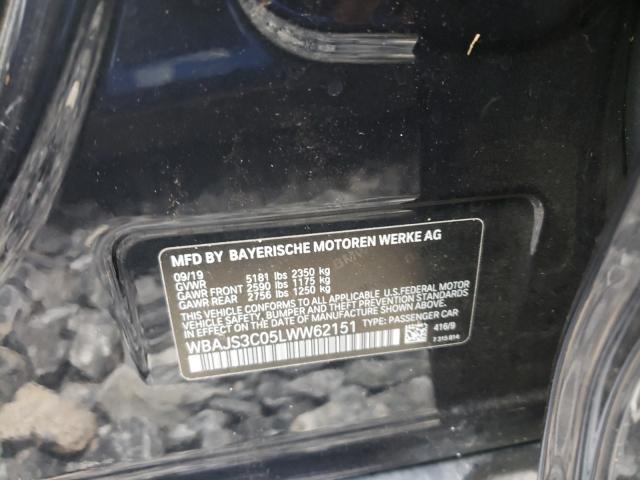 MFD BY BAYERISCHE MOTOREN WERKE AG
09/19
GVWR 5181 lbs 2350 kg
GAWR FRONT 2590 lbs 1175 kg
GAWR REAR 2756 lbs 1250 kg
THIS VEHICLE CONFORMS TO ALL APPLICABLE U.S.FEDERAL MOTOR
VEHICLE SAFETY, BUMPER, AND THEFT PREVENTION STANDARDS
IN EFFECT ON THE DATE OF MANUFACTURE SHOWN ABOVE.
WBAJS3C05LWW62151 TYPE: PASSENGER CAR
416/9
7 315 814